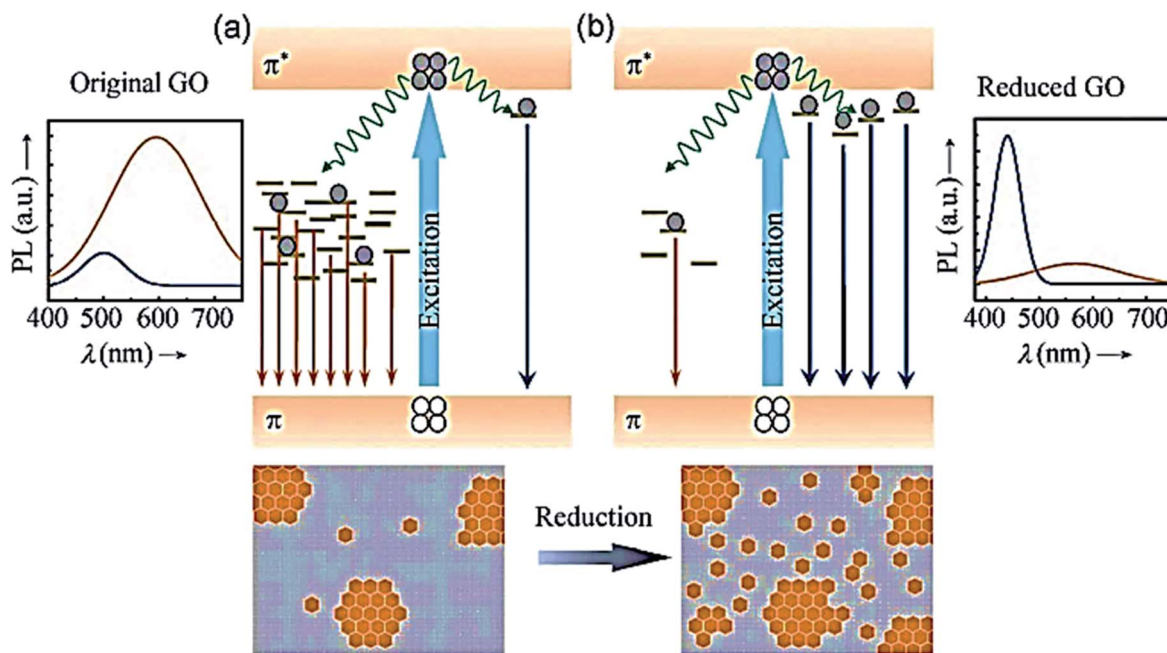 (a)
(b)
Original GO
PL (a.u.) →
400 500 600 700
λ (nm) →
π*
Excitation
π
π*
Excitation
π
Reduced GO
PL (a.u.) →
400 500 600 700
λ (nm) →
Reduction